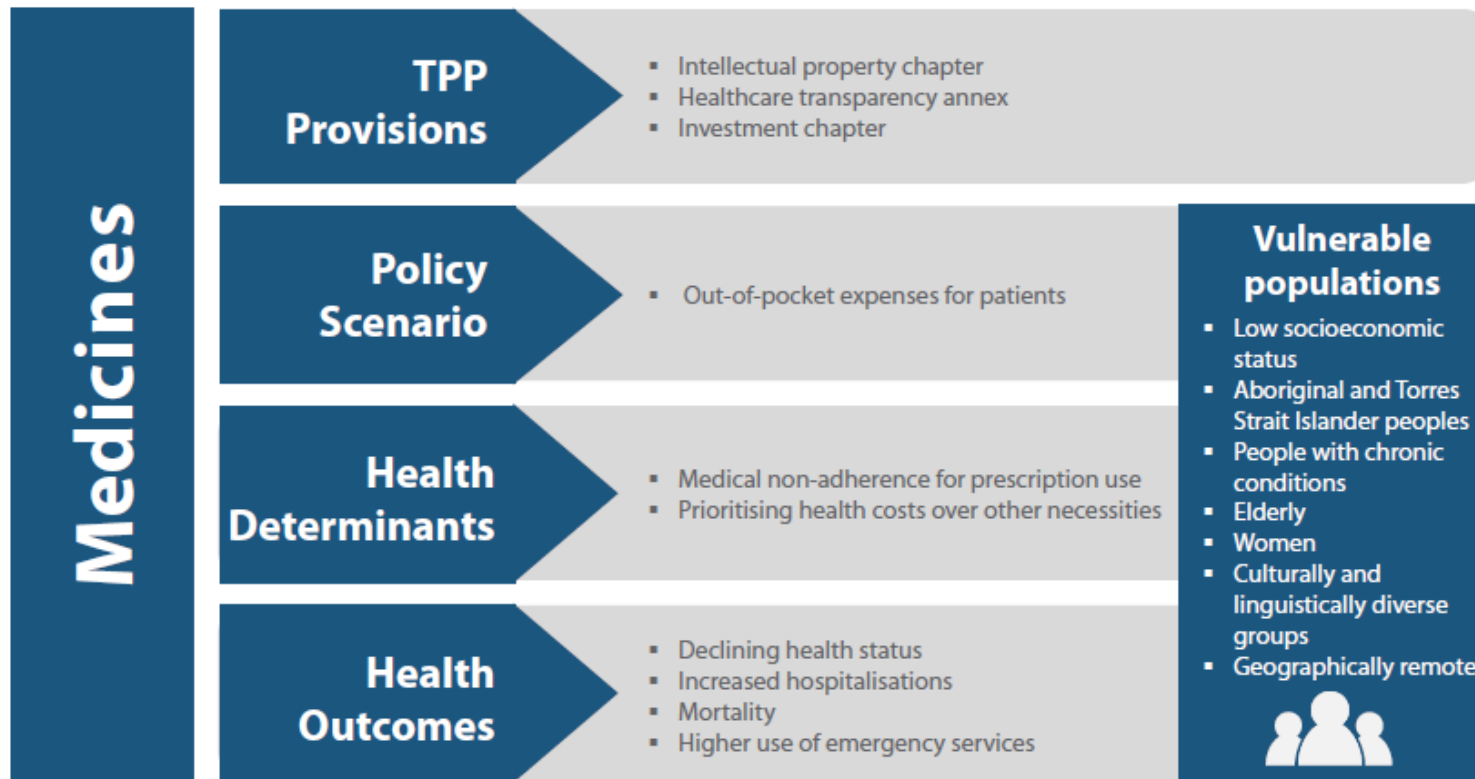 Medicines
TPP
Provisions
▪ Intellectual property chapter
▪ Healthcare transparency annex
▪ Investment chapter
Policy
Scenario
▪ Out-of-pocket expenses for patients
Health
Determinants
▪ Medical non-adherence for prescription use
▪ Prioritising health costs over other necessities
Health
Outcomes
▪ Declining health status
▪ Increased hospitalisations
▪ Mortality
▪ Higher use of emergency services
Vulnerable
populations
▪ Low socioeconomic
status
▪ Aboriginal and Torres
Strait Islander peoples
▪ People with chronic
conditions
▪ Elderly
▪ Women
▪ Culturally and
linguistically diverse
groups
▪ Geographically remote